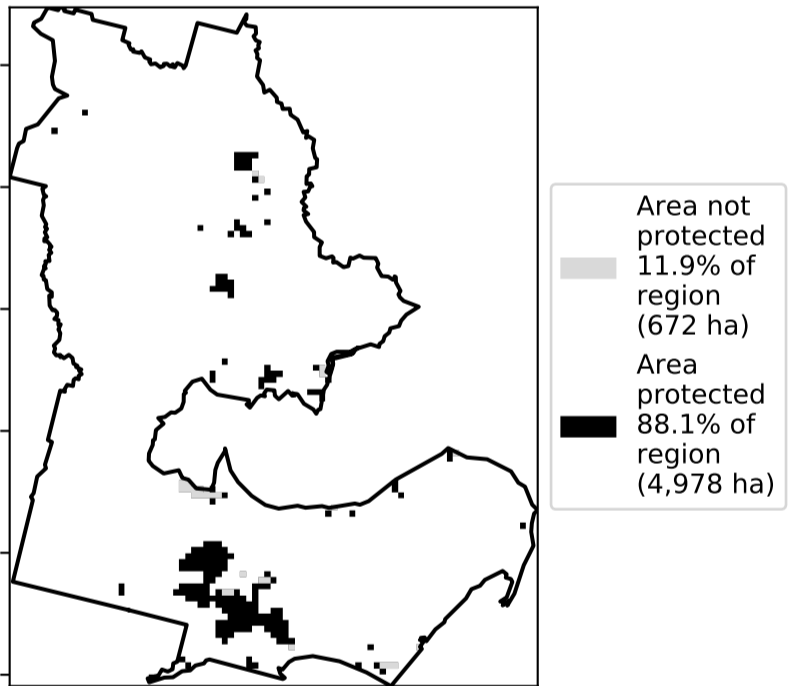 Area not
protected
11.9% of
region
(672 ha)
Area
protected
88.1% of
region
(4,978 ha)